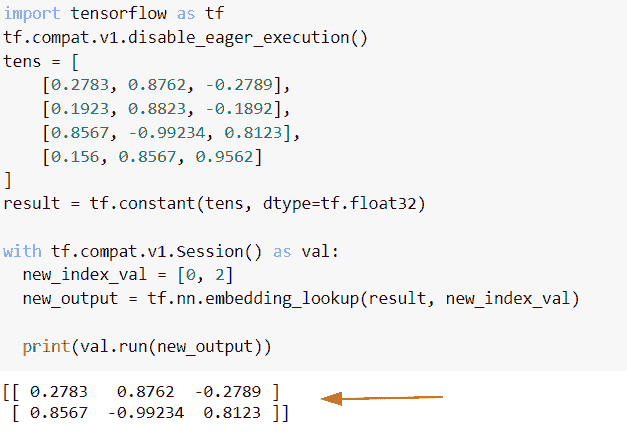 import tensorflow as tf
tf.compat.v1.disable_eager_execution()
tens = [
    [0.2783, 0.8762, -0.2789],
    [0.1923, 0.8823, -0.1892],
    [0.8567, -0.99234, 0.8123],
    [0.156, 0.8567, 0.9562]
]
result = tf.constant(tens, dtype=tf.float32)

with tf.compat.v1.Session() as val:
  new_index_val = [0, 2]
  new_output = tf.nn.embedding_lookup(result, new_index_val)

  print(val.run(new_output))

[[ 0.2783   0.8762  -0.2789 ]
 [ 0.8567  -0.99234  0.8123 ]]